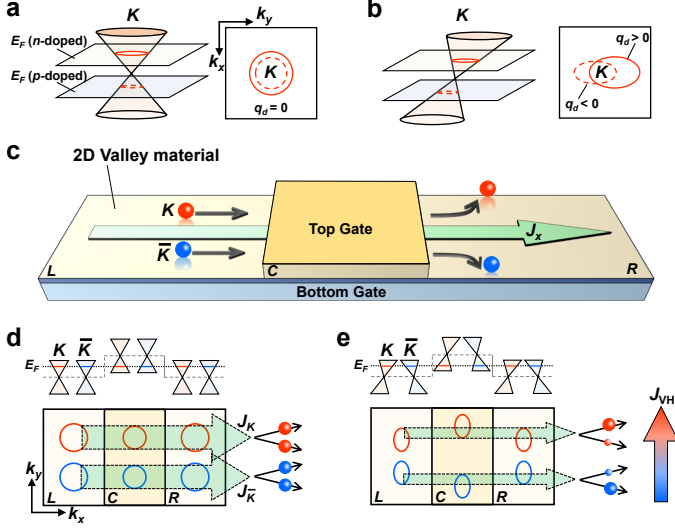 a
K
E_F (n-doped)
E_F (p-doped)
k_y
k_x
K
q_d = 0
b
K
q_d > 0
K
q_d < 0
c
2D Valley material
K
K̅
Top Gate
J_x
L
C
R
Bottom Gate
d
K K̅
E_F
J_K
J_K̅
k_y
k_x
L C R
e
K K̅
E_F
L C R
J_VH